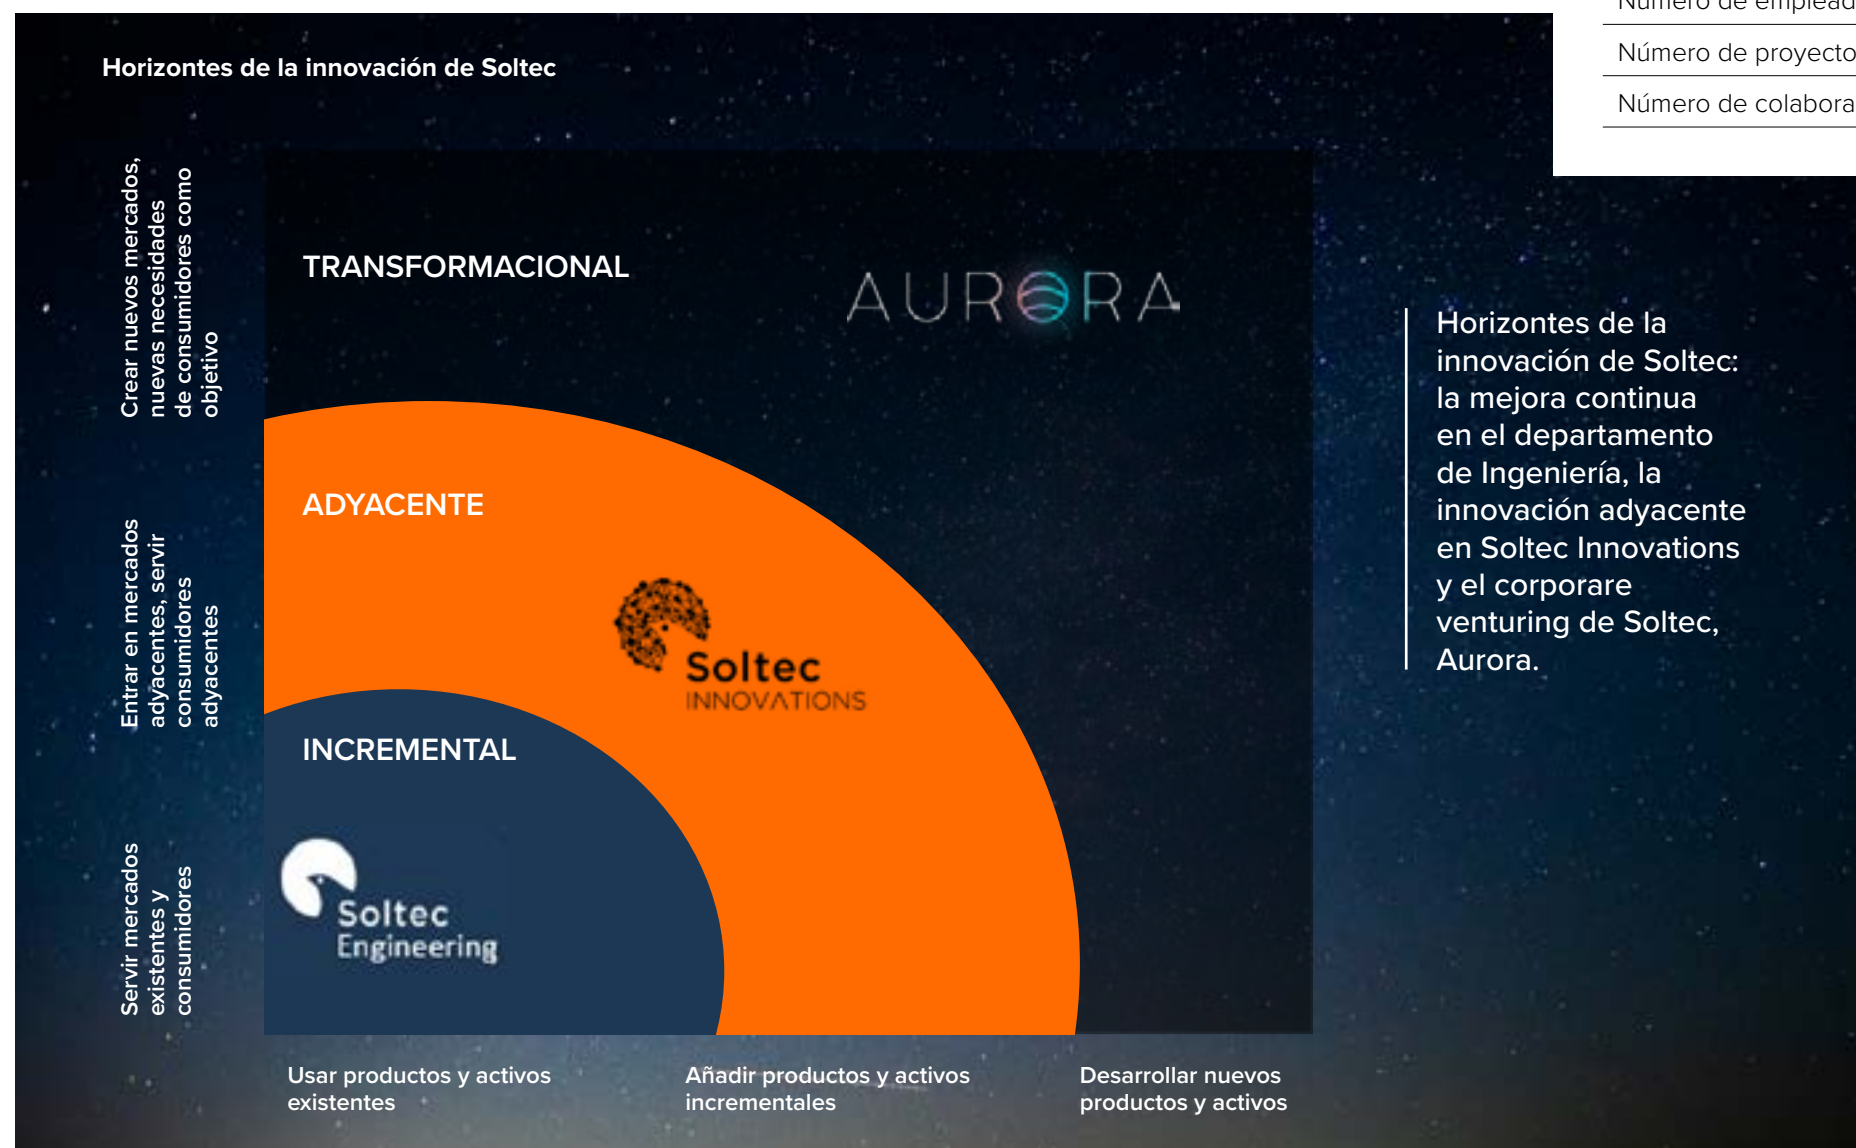 Número de proyecto
Número de colabora
Horizontes de la innovación de Soltec
Crear nuevos mercados,
nuevas necesidades
de consumidores como
objetivo
Entrar en mercados
adyacentes, servir
consumidores
adyacentes
Servir mercados
existentes y
consumidores
TRANSFORMACIONAL
AURORA
ADYACENTE
Soltec
INNOVATIONS
INCREMENTAL
Soltec
Engineering
Usar productos y activos
existentes
Añadir productos y activos
incrementales
Desarrollar nuevos
productos y activos
Horizontes de la
innovación de Soltec:
la mejora continua
en el departamento
de Ingeniería, la
innovación adyacente
en Soltec Innovations
y el corporare
venturing de Soltec,
Aurora.